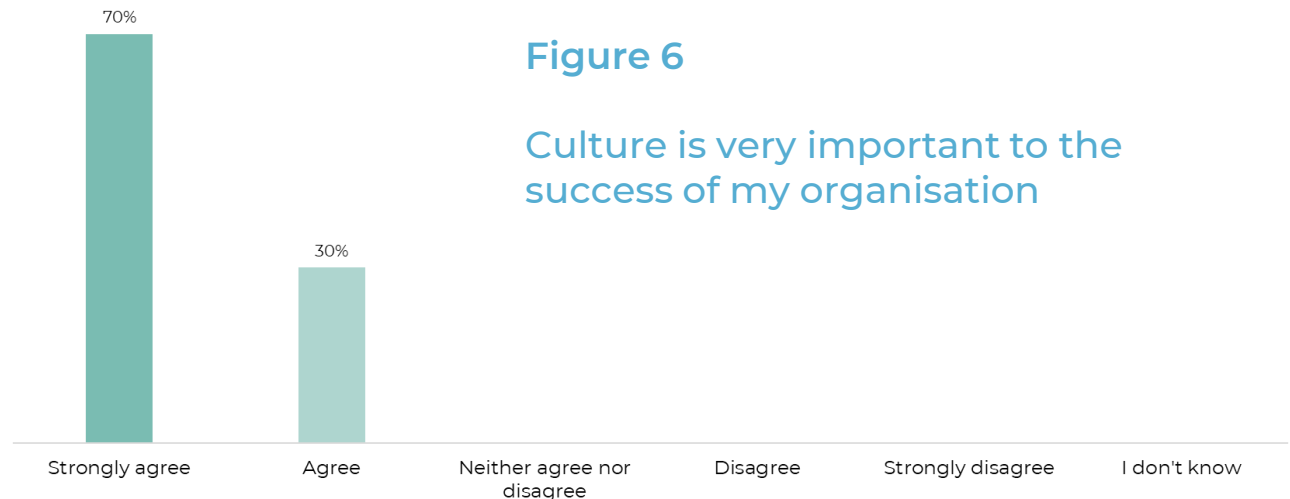 70%
Figure 6
Culture is very important to the
success of my organisation
30%
Strongly agree
Agree
Neither agree nor
disagree
Disagree
Strongly disagree
I don't know